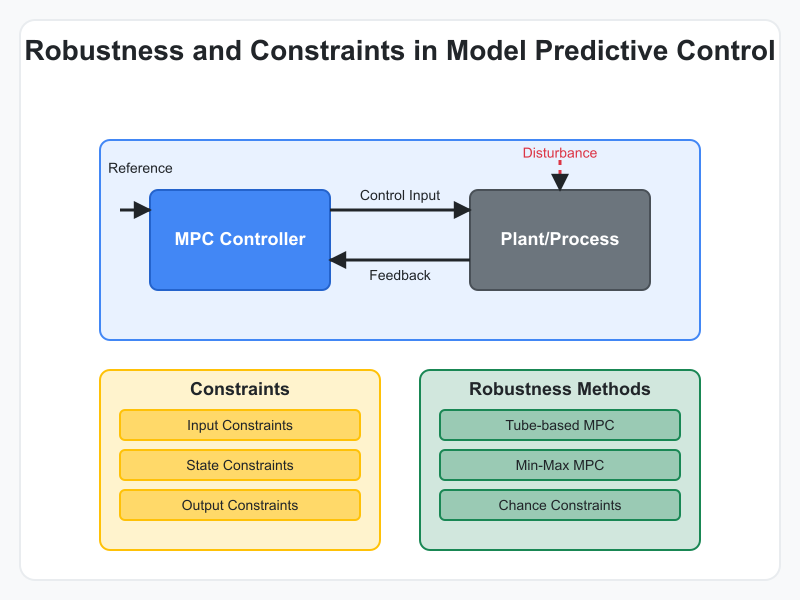 Robustness and Constraints in Model Predictive Control
Disturbance
Reference
Control Input
MPC Controller
Plant/Process
Feedback
Constraints
Input Constraints
State Constraints
Output Constraints
Robustness Methods
Tube-based MPC
Min-Max MPC
Chance Constraints